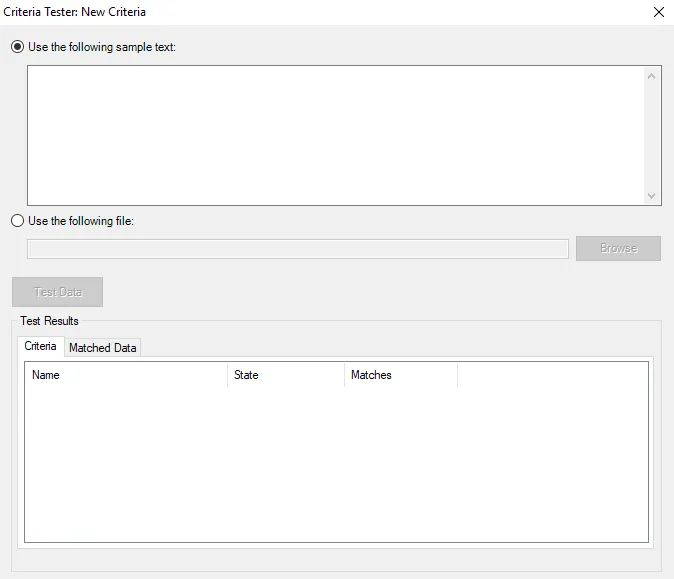 Criteria Tester: New Criteria
Use the following sample text:
Use the following file:
Browse
Test Data
Test Results
Criteria Matched Data
Name State Matches